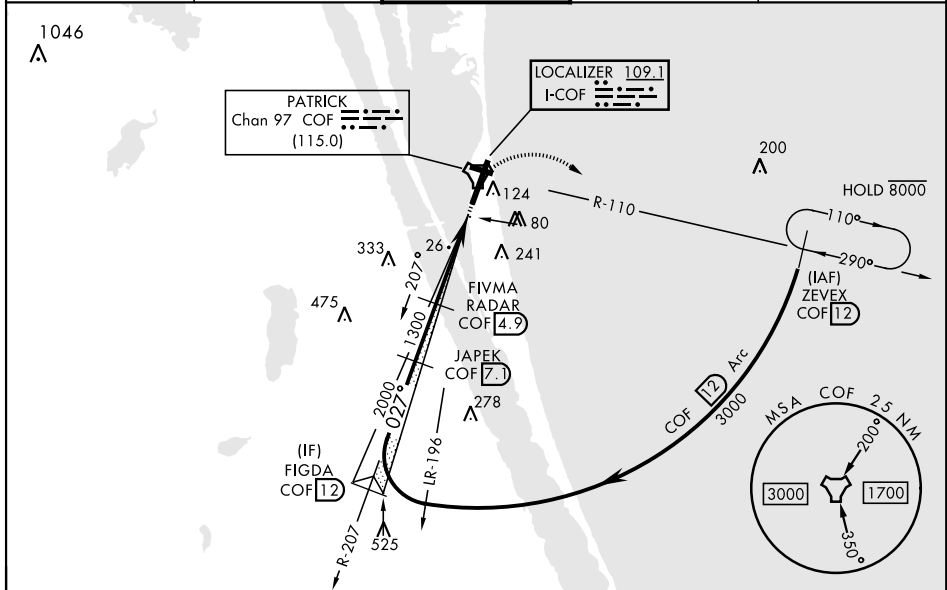 1046
LOCALIZER 109.1
I-COF
PATRICK
Chan 97 COF
(115.0)
200
124
HOLD 8000
R-110
110°
80
290°
333
26
241
207°
(IAF)
ZEVEX
COF 12
FIVMA
RADAR
COF 4.9
475
1300
JAPEK
COF 7.1
COF 12 Arc
3000
2000
027°
278
MSA COF 25 NM
200°
(IF)
FIGDA
COF 12
LR-196
3000
1700
350°
525
R-207